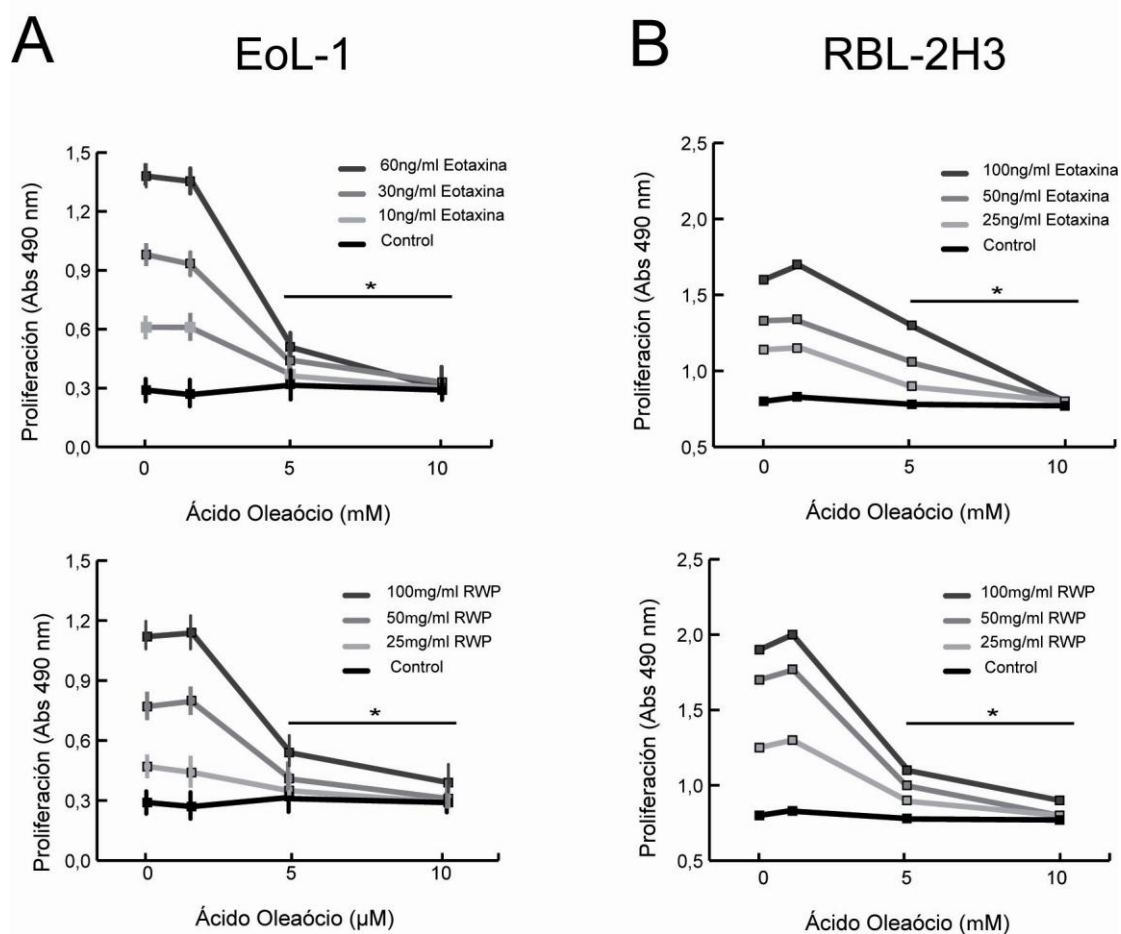 A
EoL-1
Proliferación (Abs 490 nm)
1,5
1,2
0,9
0,6
0,3
0,0
60ng/ml Eotaxina
30ng/ml Eotaxina
10ng/ml Eotaxina
Control
*
0 5 10
Ácido Oleaócio (mM)
Proliferación (Abs 490 nm)
1,5
1,2
0,9
0,6
0,3
0,0
100mg/ml RWP
50mg/ml RWP
25mg/ml RWP
Control
*
0 5 10
Ácido Oleaócio (µM)
B
RBL-2H3
Proliferación (Abs 490 nm)
2,5
2,0
1,5
1,0
0,5
100ng/ml Eotaxina
50ng/ml Eotaxina
25ng/ml Eotaxina
Control
*
0 5 10
Ácido Oleaócio (mM)
Proliferación (Abs 490 nm)
2,5
2,0
1,5
1,0
0,5
100mg/ml RWP
50mg/ml RWP
25mg/ml RWP
Control
*
0 5 10
Ácido Oleaócio (mM)